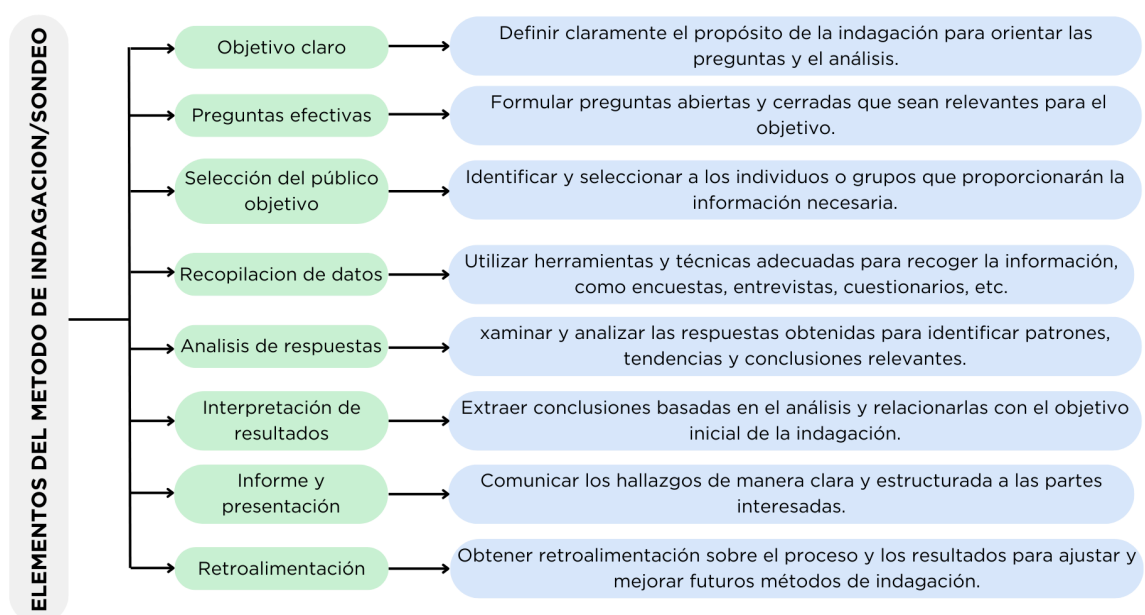 ELEMENTOS DEL METODO DE INDAGACION/SONDEO
Objetivo claro
Definir claramente el propósito de la indagación para orientar las
preguntas y el análisis.
Preguntas efectivas
Formular preguntas abiertas y cerradas que sean relevantes para el
objetivo.
Selección del público
objetivo
Identificar y seleccionar a los individuos o grupos que proporcionarán la
información necesaria.
Recopilacion de datos
Utilizar herramientas y técnicas adecuadas para recoger la información,
como encuestas, entrevistas, cuestionarios, etc.
Analisis de respuestas
xaminar y analizar las respuestas obtenidas para identificar patrones,
tendencias y conclusiones relevantes.
Interpretación de
resultados
Extraer conclusiones basadas en el análisis y relacionarlas con el objetivo
inicial de la indagación.
Informe y
presentación
Comunicar los hallazgos de manera clara y estructurada a las partes
interesadas.
Retroalimentación
Obtener retroalimentación sobre el proceso y los resultados para ajustar y
mejorar futuros métodos de indagación.